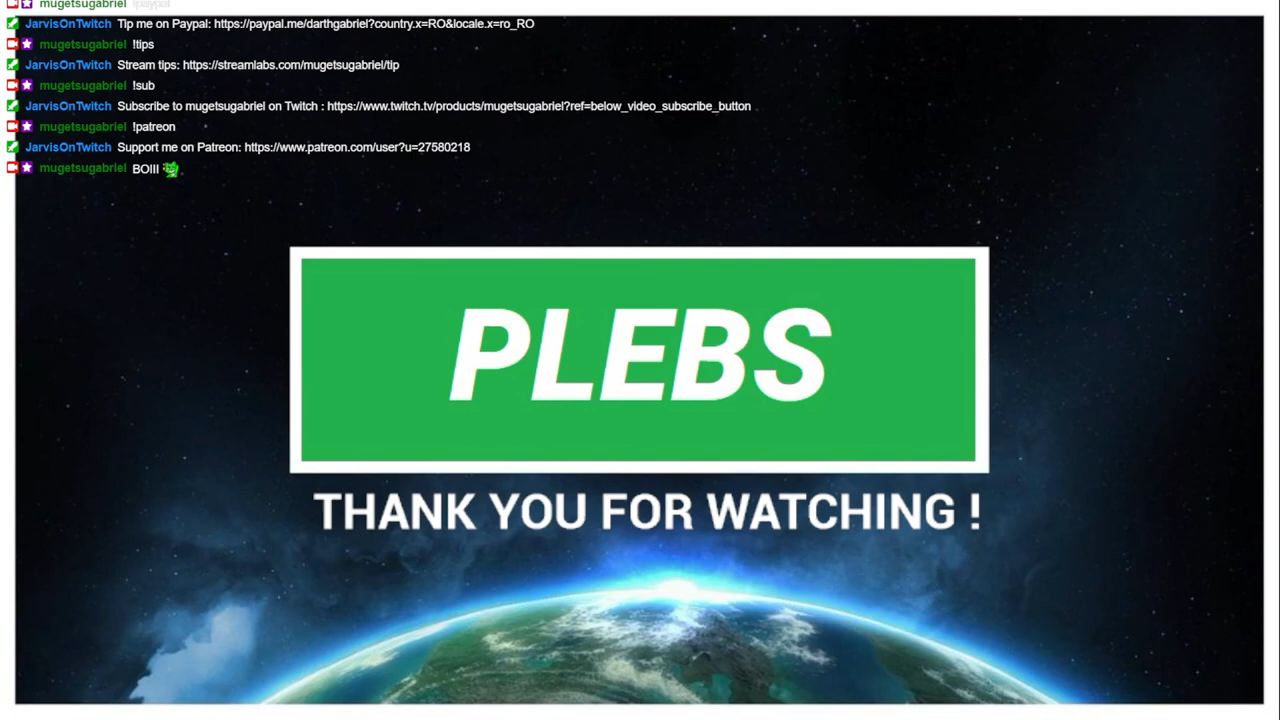 mugetsugabriel !paypal
JarvisOnTwitch Tip me on Paypal: https://paypal.me/darthgabriel?country.x=RO&locale.x=ro_RO
mugetsugabriel !tips
JarvisOnTwitch Stream tips: https://streamlabs.com/mugetsugabriel/tip
mugetsugabriel !sub
JarvisOnTwitch Subscribe to mugetsugabriel on Twitch : https://www.twitch.tv/products/mugetsugabriel?ref=below_video_subscribe_button
mugetsugabriel !patreon
JarvisOnTwitch Support me on Patreon: https://www.patreon.com/user?u=27580218
mugetsugabriel BOIII
PLEBS
THANK YOU FOR WATCHING !